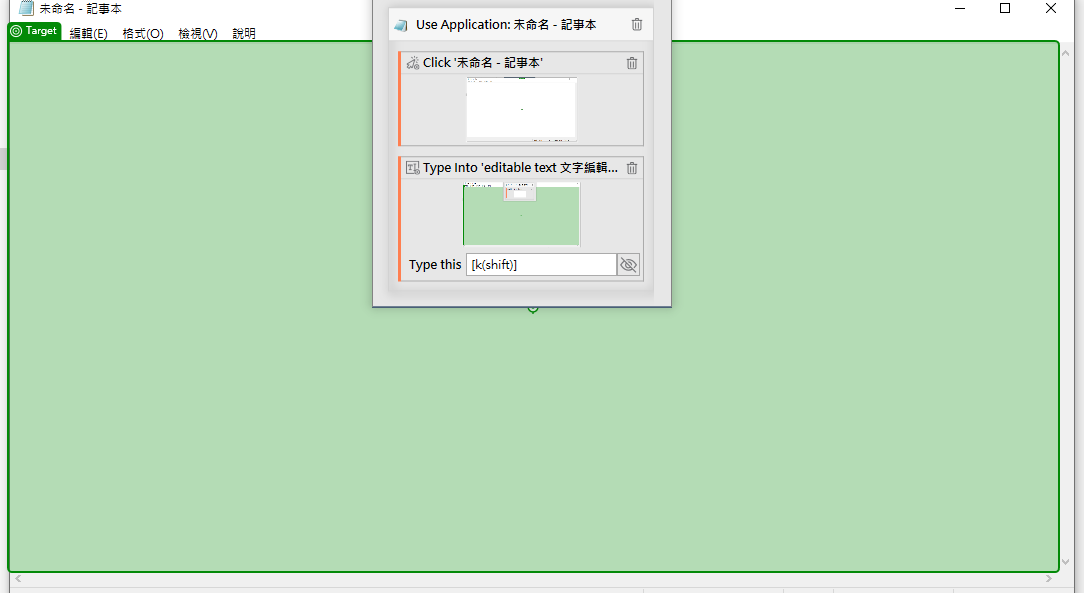 未命名 - 記事本
Target
編輯(E) 格式(O) 檢視(V) 說明
Use Application: 未命名 - 記事本
Click '未命名 - 記事本'
Type Into 'editable text 文字編輯...
Type this [k(shift)]